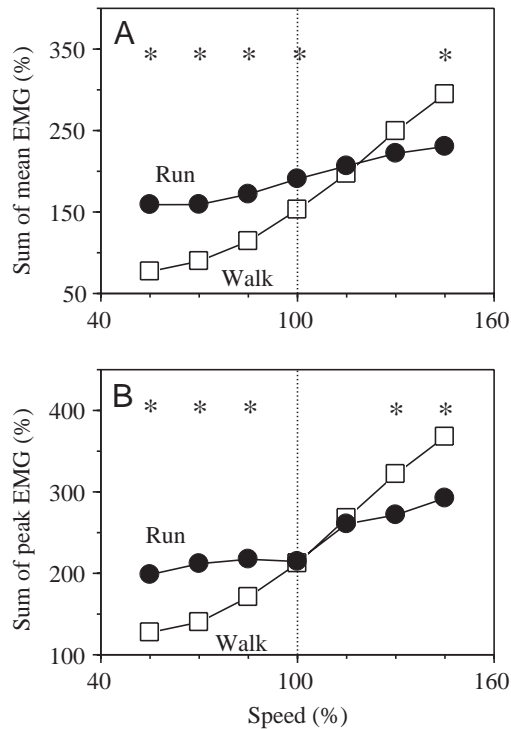 A
* * * * *
350
250
150
50
Sum of mean EMG (%)
Run
Walk
40 100 160
B
* * * * *
400
300
200
100
Sum of peak EMG (%)
Run
Walk
40 100 160
Speed (%)